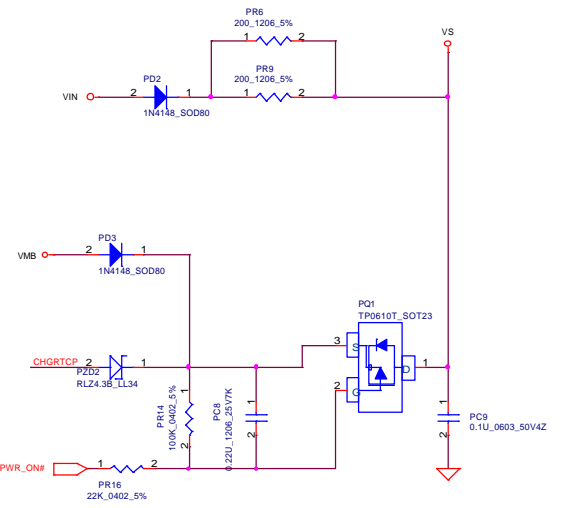 PR6
200_1206_5%
1 2
VS
PR9
200_1206_5%
PD2
VIN 2 1 1 2
1N4148_SOD80
PD3
VMB 2 1
1N4148_SOD80
PQ1
TP0610T_SOT23
3 S
CHGRTCP 2 1
D 1
PZD2
RLZ4.3B_LL34
2 G
1
PR14
100K_0402_5%
2
1
PC8
0.22U_1206_25V7K
2
1
PC9
0.1U_0603_50V4Z
2
PWR_ON# 1 2
PR16
22K_0402_5%